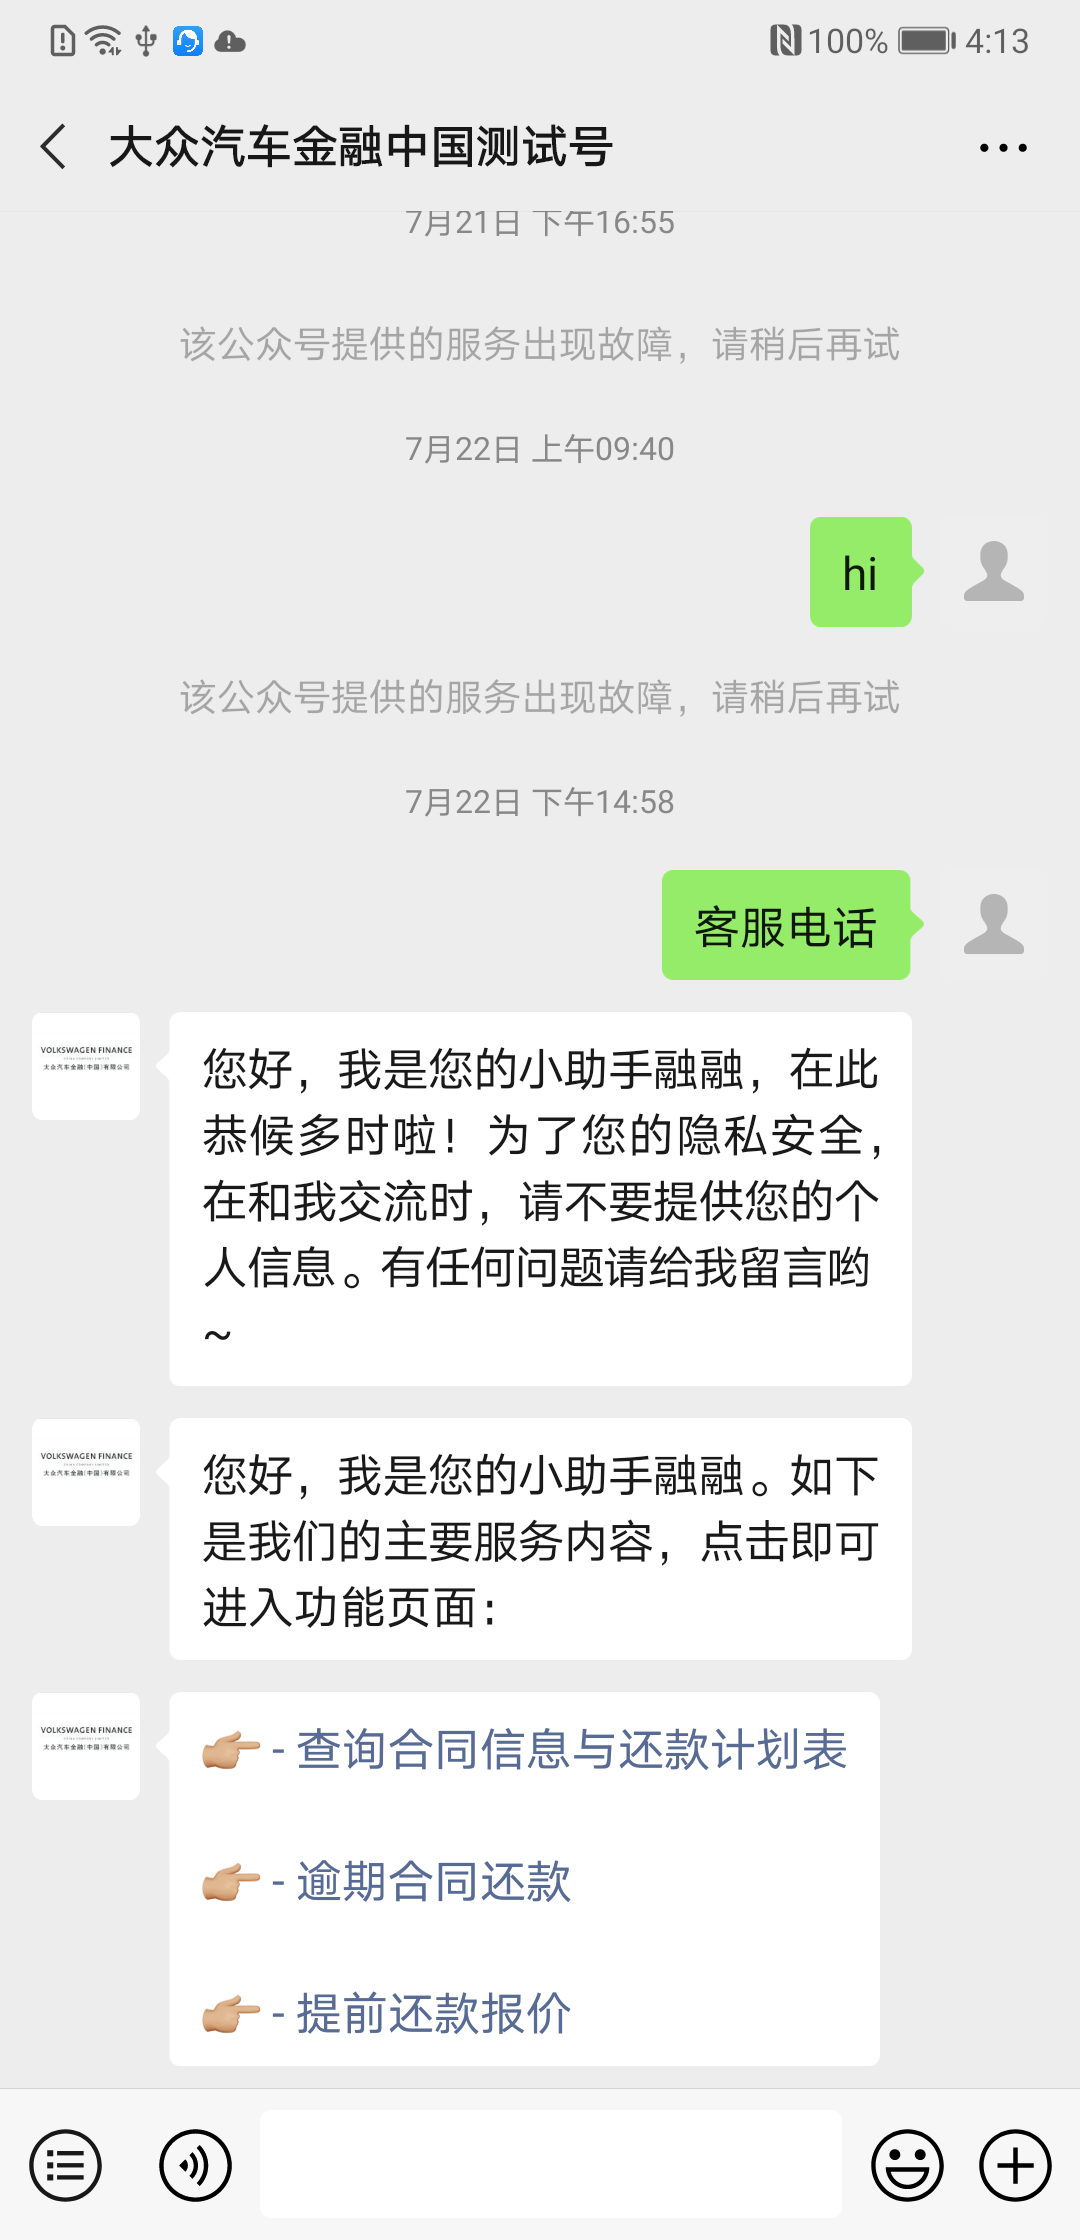 100% 4:13
大众汽车金融中国测试号
7月21日 下午16:55
该公众号提供的服务出现故障，请稍后再试
7月22日 上午09:40
hi
该公众号提供的服务出现故障，请稍后再试
7月22日 下午14:58
客服电话
VOLKSWAGEN FINANCE
大众汽车金融(中国)有限公司
您好，我是您的小助手融融，在此
恭候多时啦！为了您的隐私安全，
在和我交流时，请不要提供您的个
人信息。有任何问题请给我留言哟
~
VOLKSWAGEN FINANCE
大众汽车金融(中国)有限公司
您好，我是您的小助手融融。如下
是我们的主要服务内容，点击即可
进入功能页面：
VOLKSWAGEN FINANCE
大众汽车金融(中国)有限公司
👉🏼 - 查询合同信息与还款计划表
👉🏼 - 逾期合同还款
👉🏼 - 提前还款报价